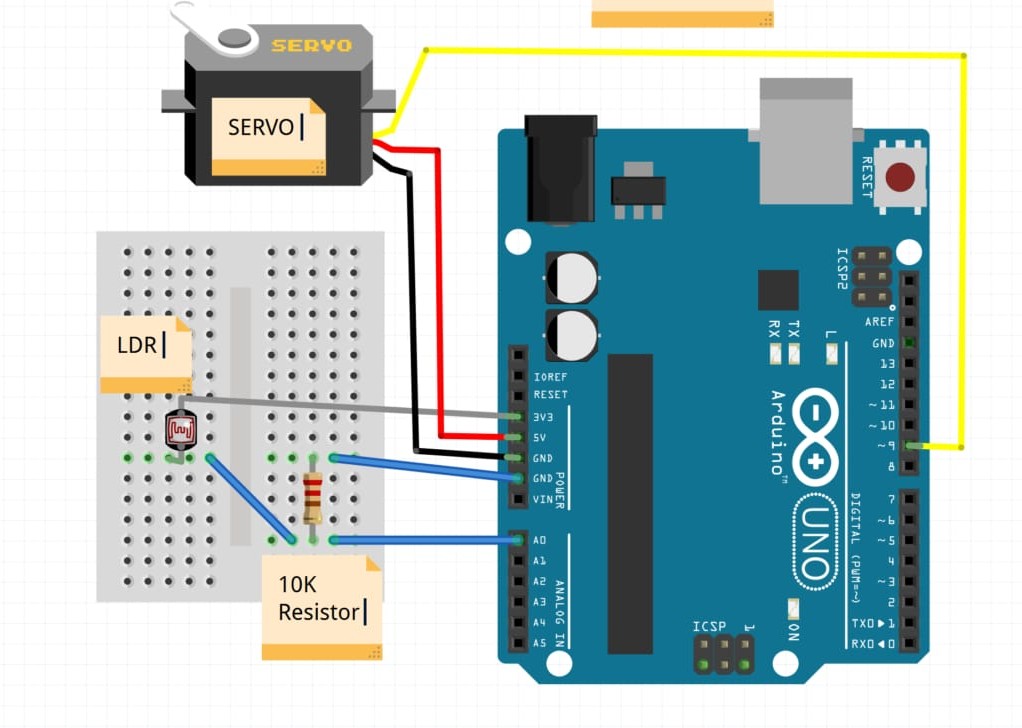 SERVO
SERVO
LDR
10K
Resistor
RESET
ICSP2
AREF
GND
13
12
~11
~10
~9
8
7
~6
~5
4
~3
2
TX0▶1
RX0◀0
DIGITAL (PWM=~)
RX
TX
L
Arduino™
UNO
ON
ICSP
1
IOREF
RESET
3V3
5V
GND
GND
VIN
POWER
A0
A1
A2
A3
A4
A5
ANALOG IN